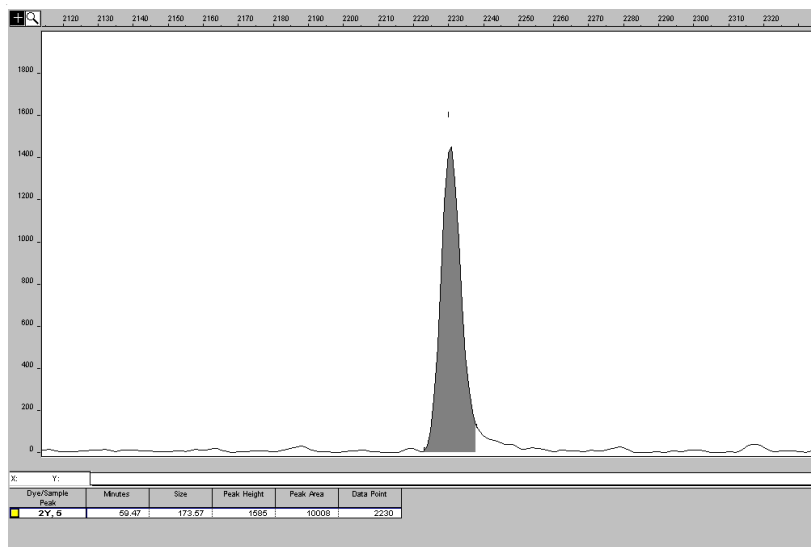 2120 2130 2140 2150 2160 2170 2180 2190 2200 2210 2220 2230 2240 2250 2260 2270 2280 2290 2300 2310 2320
1800
1600
1400
1200
1000
800
600
400
200
0
X: Y:
Dye/Sample Peak Minutes Size Peak Height Peak Area Data Point
2Y, 5 59.47 173.57 1585 10008 2230